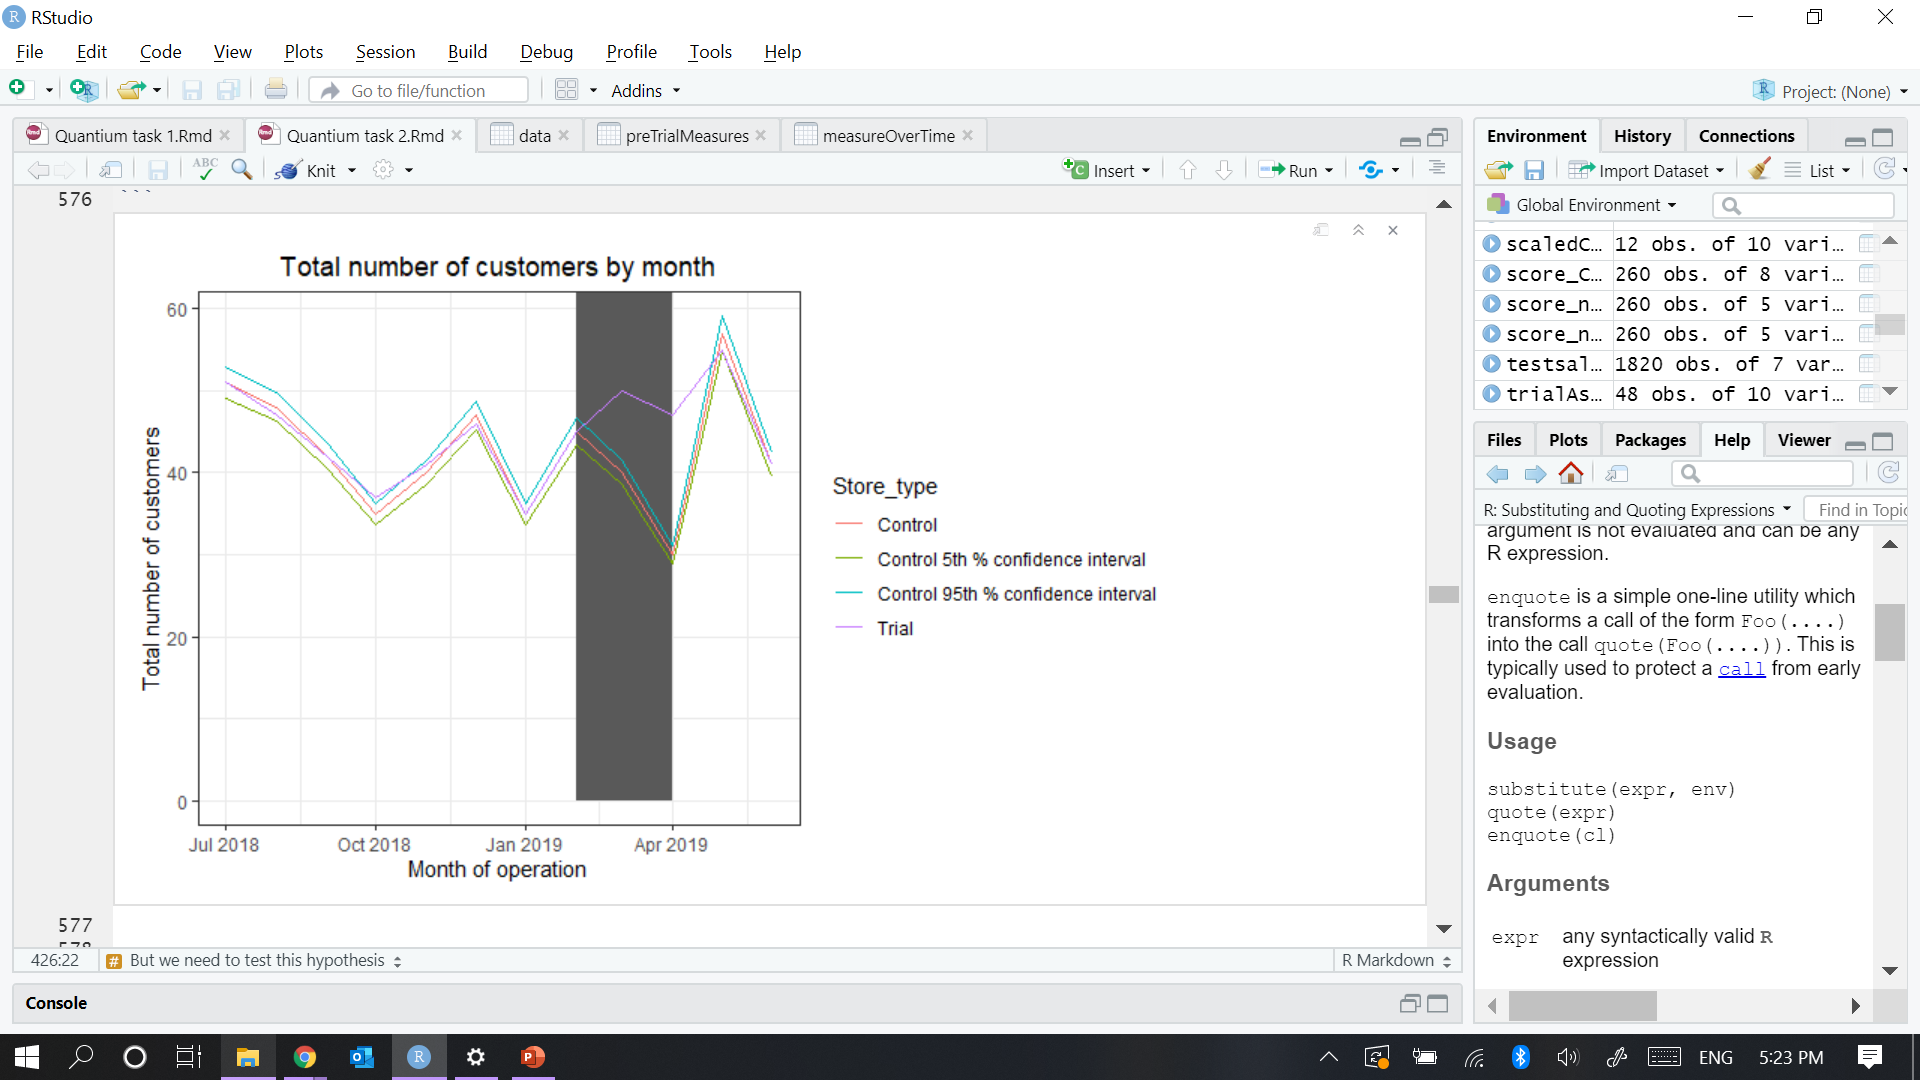 RStudio
File Edit Code View Plots Session Build Debug Profile Tools Help
Go to file/function Addins Project: (None)
Quantium task 1.Rmd Quantium task 2.Rmd data preTrialMeasures measureOverTime
ABC Knit Insert Run
576 ```
Total number of customers by month
60
40
20
0
Total number of customers
Jul 2018 Oct 2018 Jan 2019 Apr 2019
Month of operation
Store_type
Control
Control 5th % confidence interval
Control 95th % confidence interval
Trial
577
426:22 # But we need to test this hypothesis R Markdown
Console
Environment History Connections
Import Dataset List
Global Environment
scaledC... 12 obs. of 10 vari...
score_C... 260 obs. of 8 vari...
score_n... 260 obs. of 5 vari...
score_n... 260 obs. of 5 vari...
testsal... 1820 obs. of 7 var...
trialAs... 48 obs. of 10 vari...
Files Plots Packages Help Viewer
R: Substituting and Quoting Expressions Find in Topic
argument is not evaluated and can be any
R expression.
enquote is a simple one-line utility which
transforms a call of the form Foo(....)
into the call quote(Foo(....)). This is
typically used to protect a call from early
evaluation.
Usage
substitute(expr, env)
quote(expr)
enquote(cl)
Arguments
expr any syntactically valid R
expression
ENG 5:23 PM